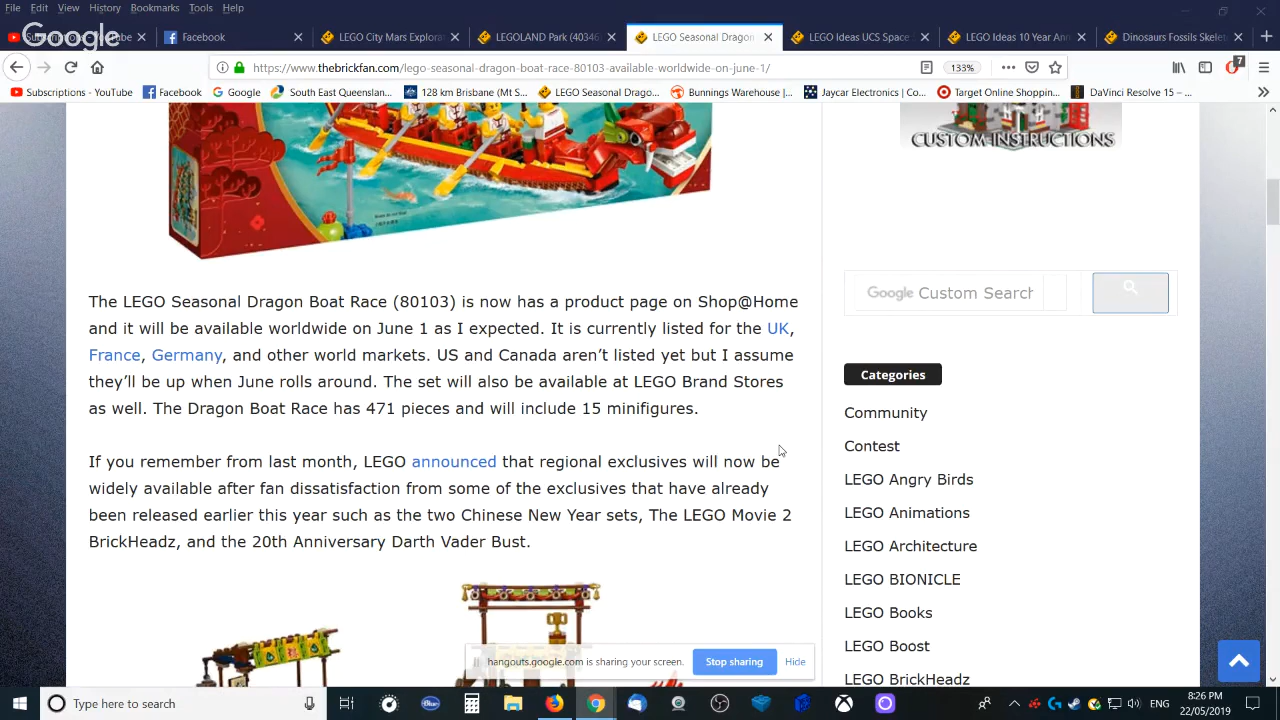 File Edit View History Bookmarks Tools Help
Google
Facebook
LEGO City Mars Explorat
LEGOLAND Park (40346
LEGO Seasonal Dragon
LEGO Ideas UCS Space
LEGO Ideas 10 Year Ann
Dinosaurs Fossils Skelet
https://www.thebrickfan.com/lego-seasonal-dragon-boat-race-80103-available-worldwide-on-june-1/
133%
7
Subscriptions - YouTube
Facebook
Google
South East Queenslan...
128 km Brisbane (Mt S...
LEGO Seasonal Drago...
Bunnings Warehouse |...
Jaycar Electronics | Co...
Target Online Shoppin...
DaVinci Resolve 15 – ...
CUSTOM INSTRUCTIONS
The LEGO Seasonal Dragon Boat Race (80103) is now has a product page on Shop@Home
and it will be available worldwide on June 1 as I expected. It is currently listed for the UK,
France, Germany, and other world markets. US and Canada aren't listed yet but I assume
they'll be up when June rolls around. The set will also be available at LEGO Brand Stores
as well. The Dragon Boat Race has 471 pieces and will include 15 minifigures.
If you remember from last month, LEGO announced that regional exclusives will now be
widely available after fan dissatisfaction from some of the exclusives that have already
been released earlier this year such as the two Chinese New Year sets, The LEGO Movie 2
BrickHeadz, and the 20th Anniversary Darth Vader Bust.
Google Custom Search
Categories
Community
Contest
LEGO Angry Birds
LEGO Animations
LEGO Architecture
LEGO BIONICLE
LEGO Books
LEGO Boost
LEGO BrickHeadz
hangouts.google.com is sharing your screen.
Stop sharing
Hide
Type here to search
ENG
8:26 PM
22/05/2019